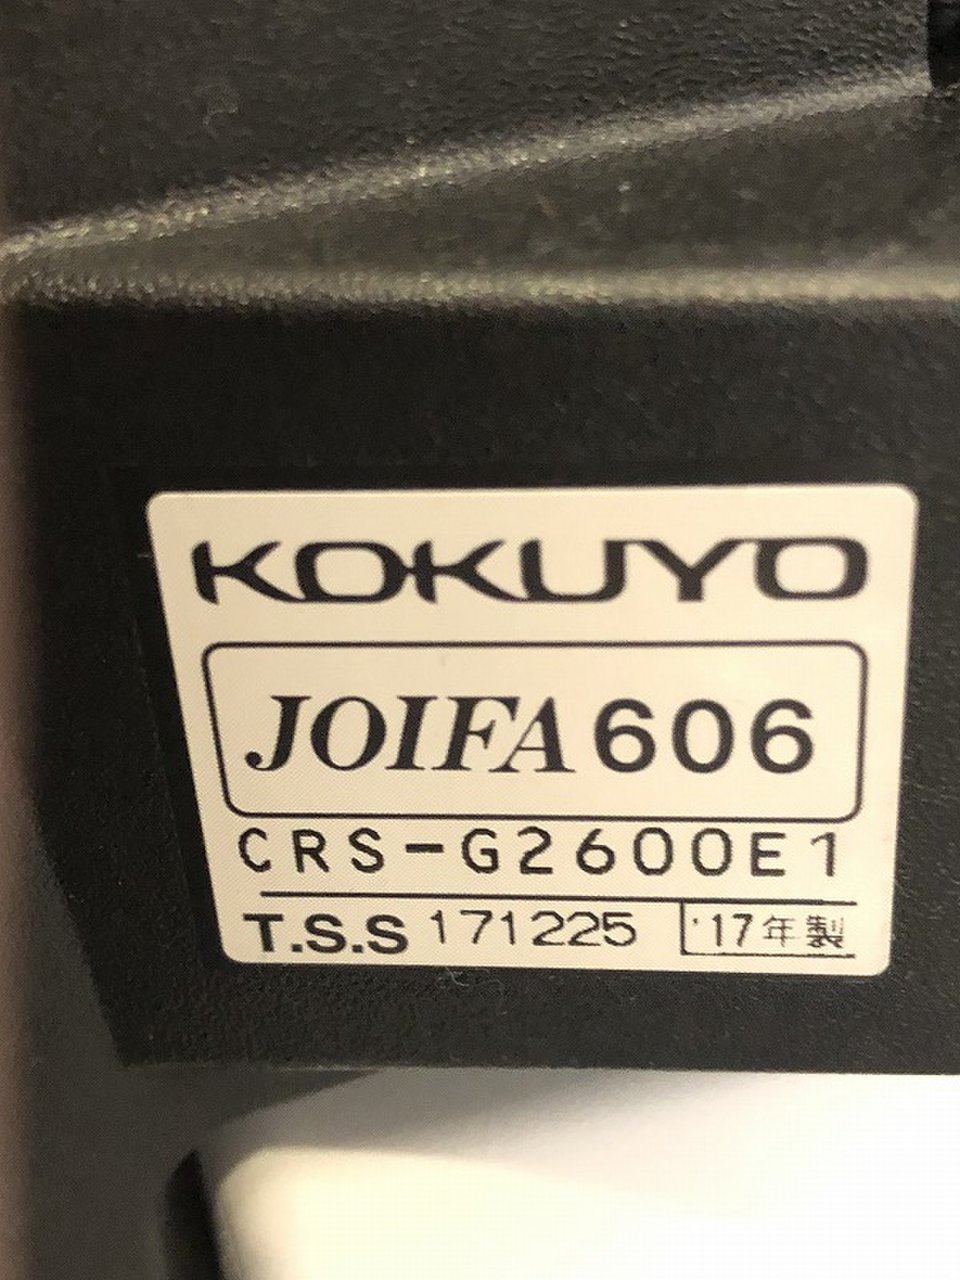 KOKUYO
JOIFA 606
CRS-G2600E1
T.S.S 171225 '17年製